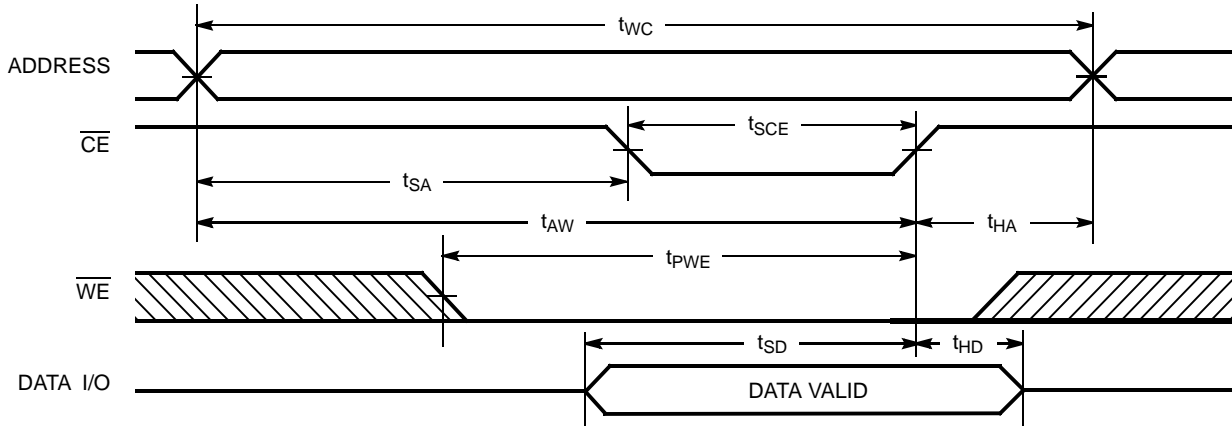 tWC
ADDRESS
CE
tSCE
tSA
tAW
tHA
tPWE
WE
tSD
tHD
DATA I/O
DATA VALID